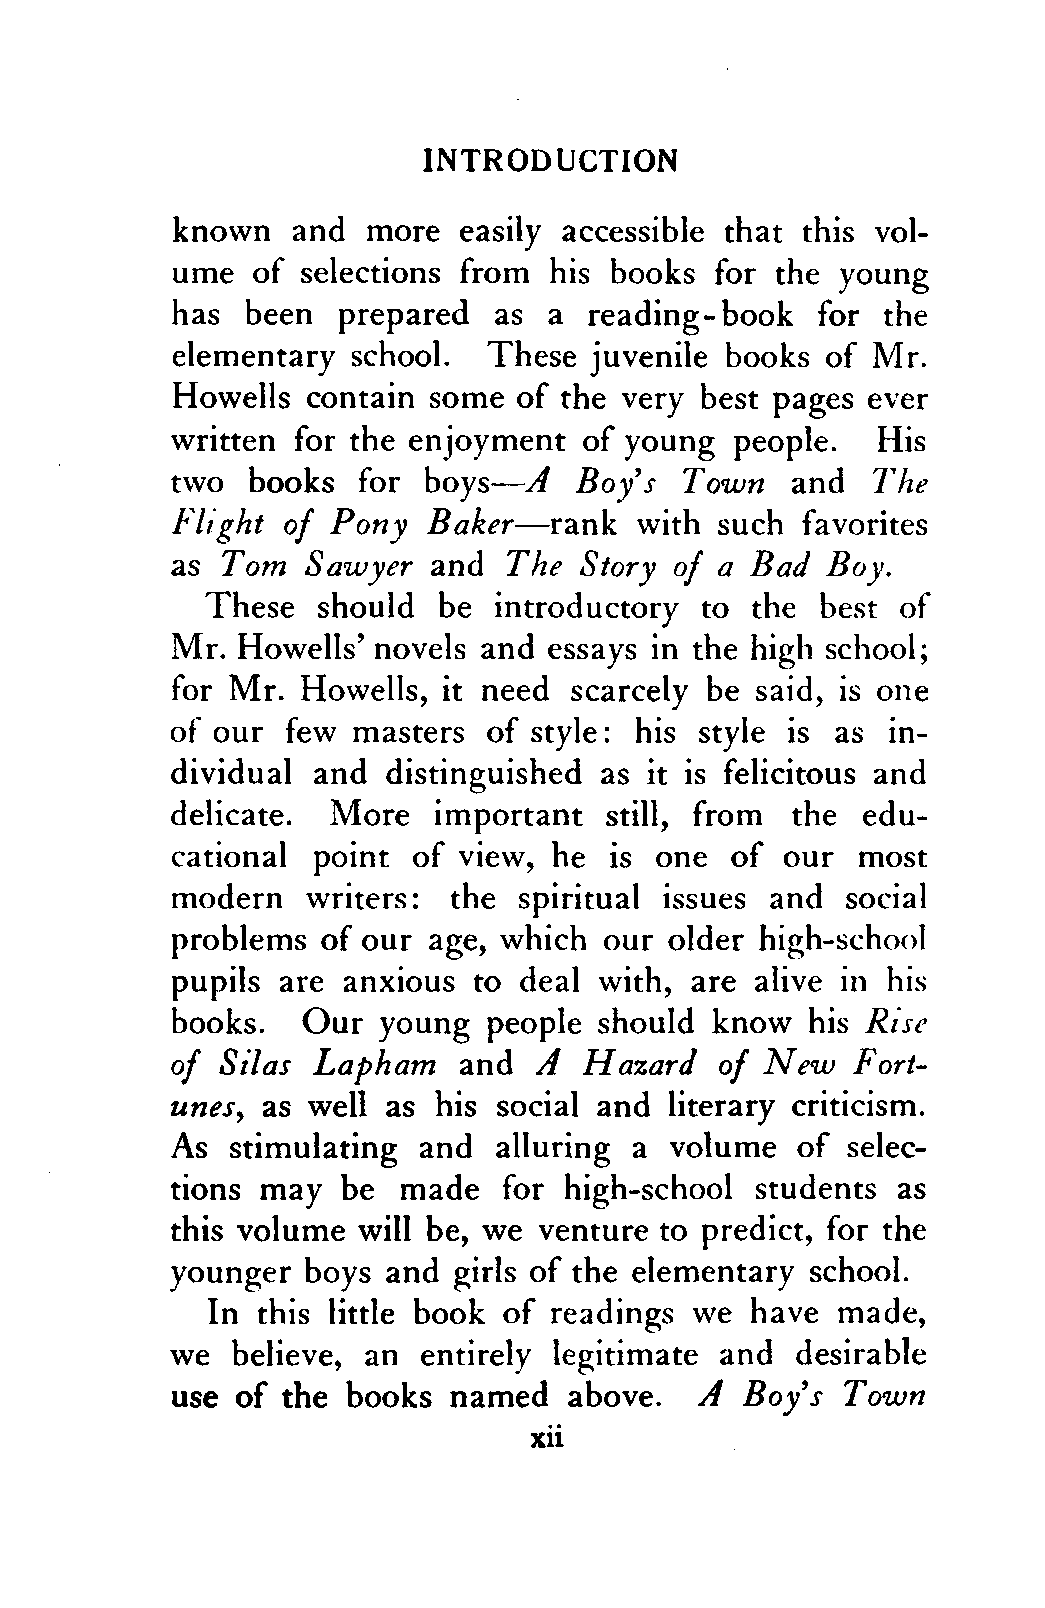 INTRODUCTION
known and more easily accessible that this vol-
ume of selections from his books for the young
has been prepared as a reading-book for the
elementary school. These juvenile books of Mr.
Howells contain some of the very best pages ever
written for the enjoyment of young people. His
two books for boys—A Boy's Town and The
Flight of Pony Baker—rank with such favorites
as Tom Sawyer and The Story of a Bad Boy.
These should be introductory to the best of
Mr. Howells' novels and essays in the high school;
for Mr. Howells, it need scarcely be said, is one
of our few masters of style: his style is as in-
dividual and distinguished as it is felicitous and
delicate. More important still, from the edu-
cational point of view, he is one of our most
modern writers: the spiritual issues and social
problems of our age, which our older high-school
pupils are anxious to deal with, are alive in his
books. Our young people should know his Rise
of Silas Lapham and A Hazard of New Fort-
unes, as well as his social and literary criticism.
As stimulating and alluring a volume of selec-
tions may be made for high-school students as
this volume will be, we venture to predict, for the
younger boys and girls of the elementary school.
In this little book of readings we have made,
we believe, an entirely legitimate and desirable
use of the books named above. A Boy's Town
xii